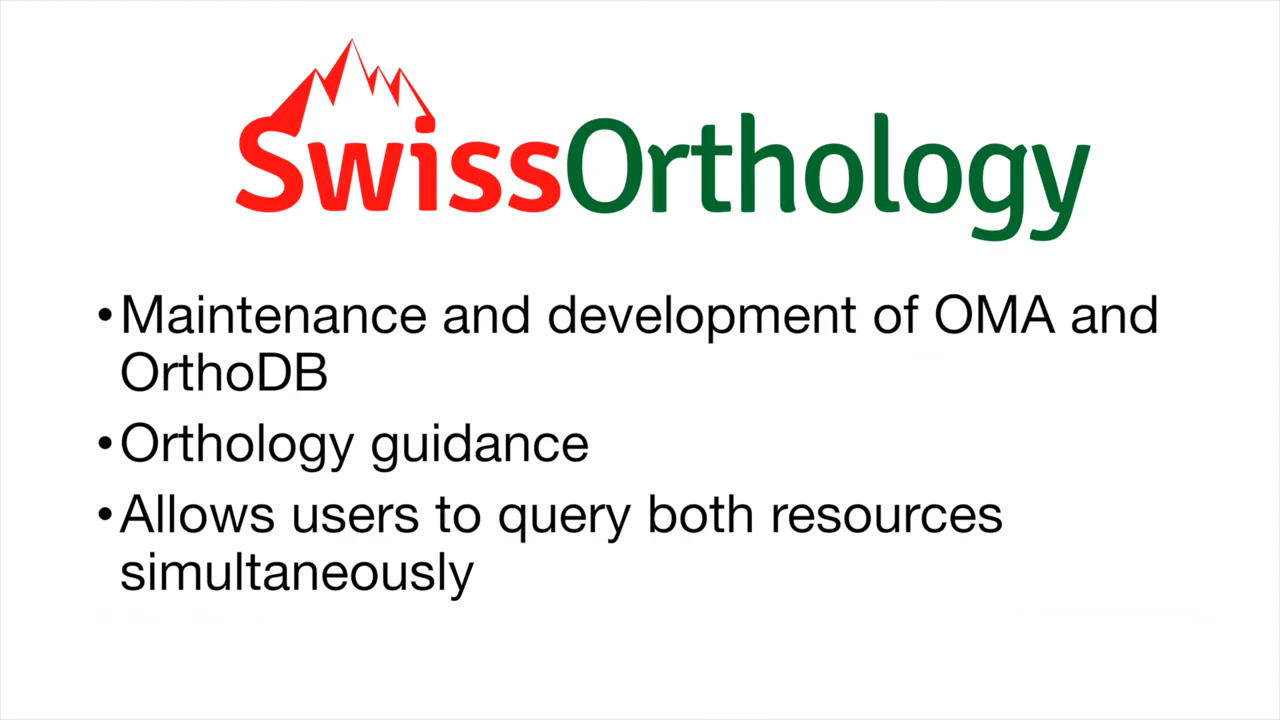 SwissOrthology
•Maintenance and development of OMA and
OrthoDB
•Orthology guidance
•Allows users to query both resources
simultaneously